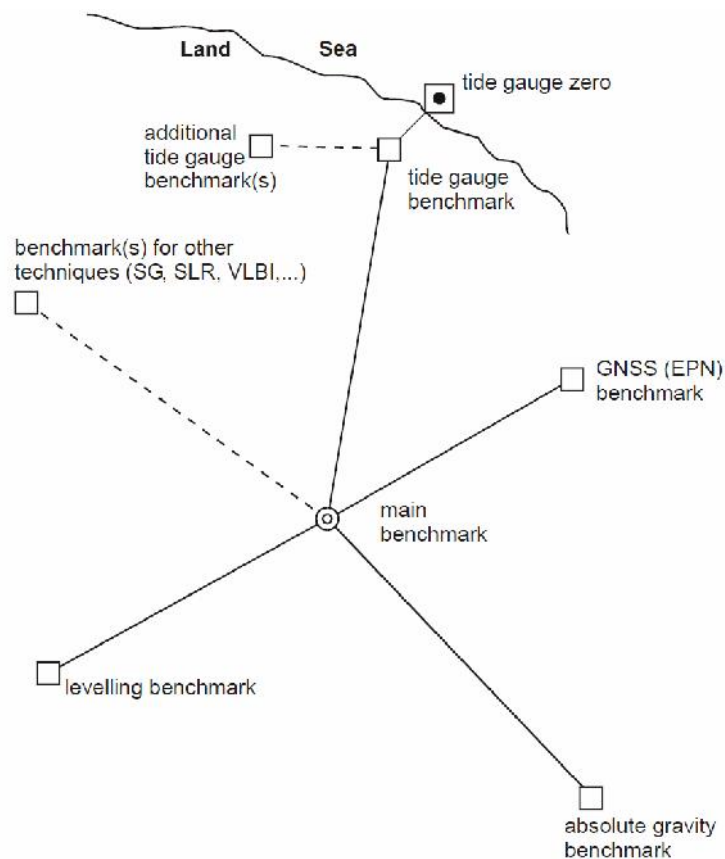 Land Sea
tide gauge zero
additional
tide gauge
benchmark(s)
tide gauge
benchmark
benchmark(s) for other
techniques (SG, SLR, VLBI,...)
GNSS (EPN)
benchmark
main
benchmark
levelling benchmark
absolute gravity
benchmark